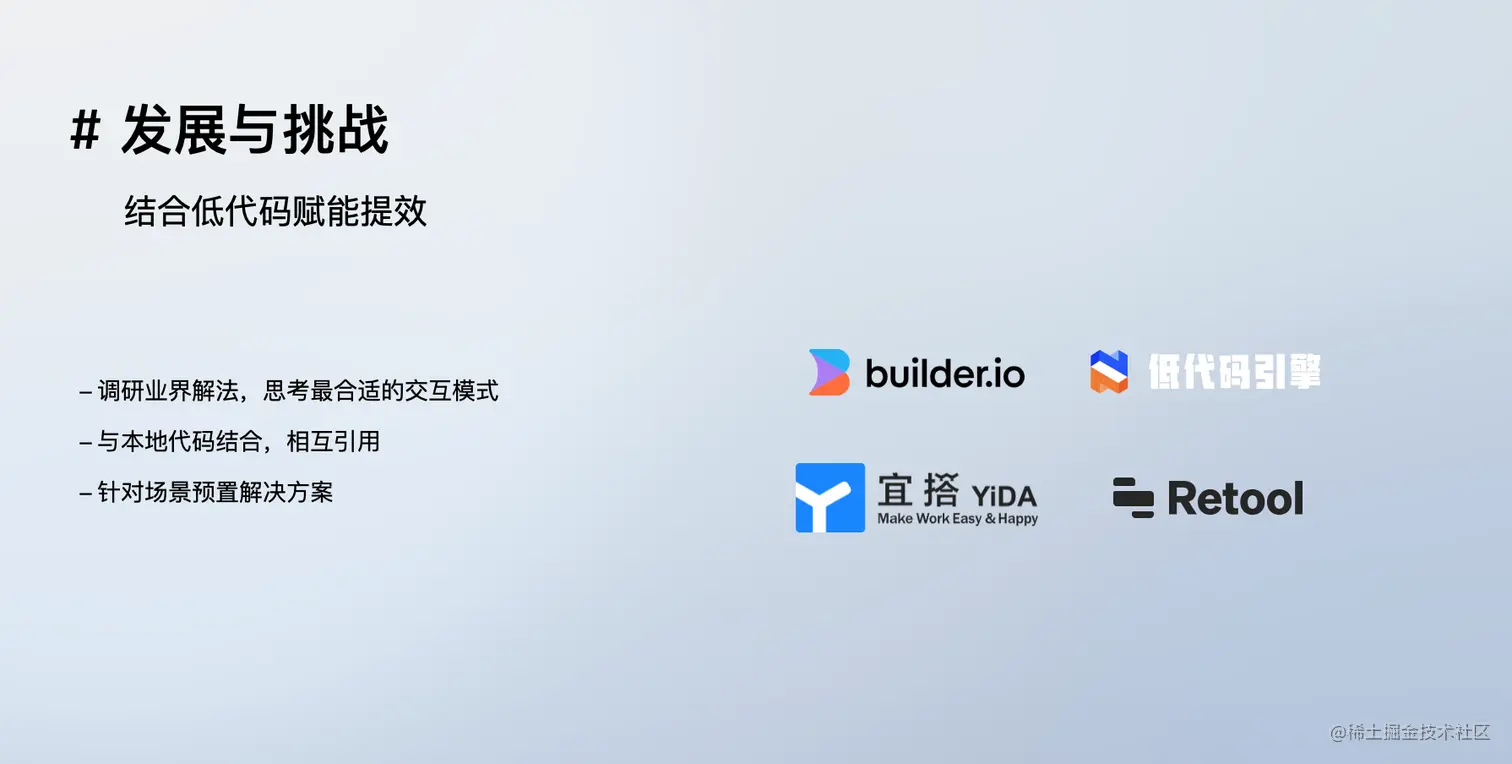 # 发展与挑战
结合低代码赋能提效
– 调研业界解法，思考最合适的交互模式
– 与本地代码结合，相互引用
– 针对场景预置解决方案
builder.io
低代码引擎
宜搭 YiDA
Make Work Easy & Happy
Retool
@稀土掘金技术社区